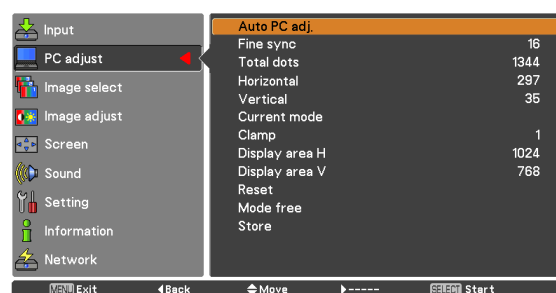 Input
PC adjust
Image select
Image adjust
Screen
Sound
Setting
Information
Network
Auto PC adj.
Fine sync 16
Total dots 1344
Horizontal 297
Vertical 35
Current mode
Clamp 1
Display area H 1024
Display area V 768
Reset
Mode free
Store
MENU Exit Back Move ----- SELECT Start